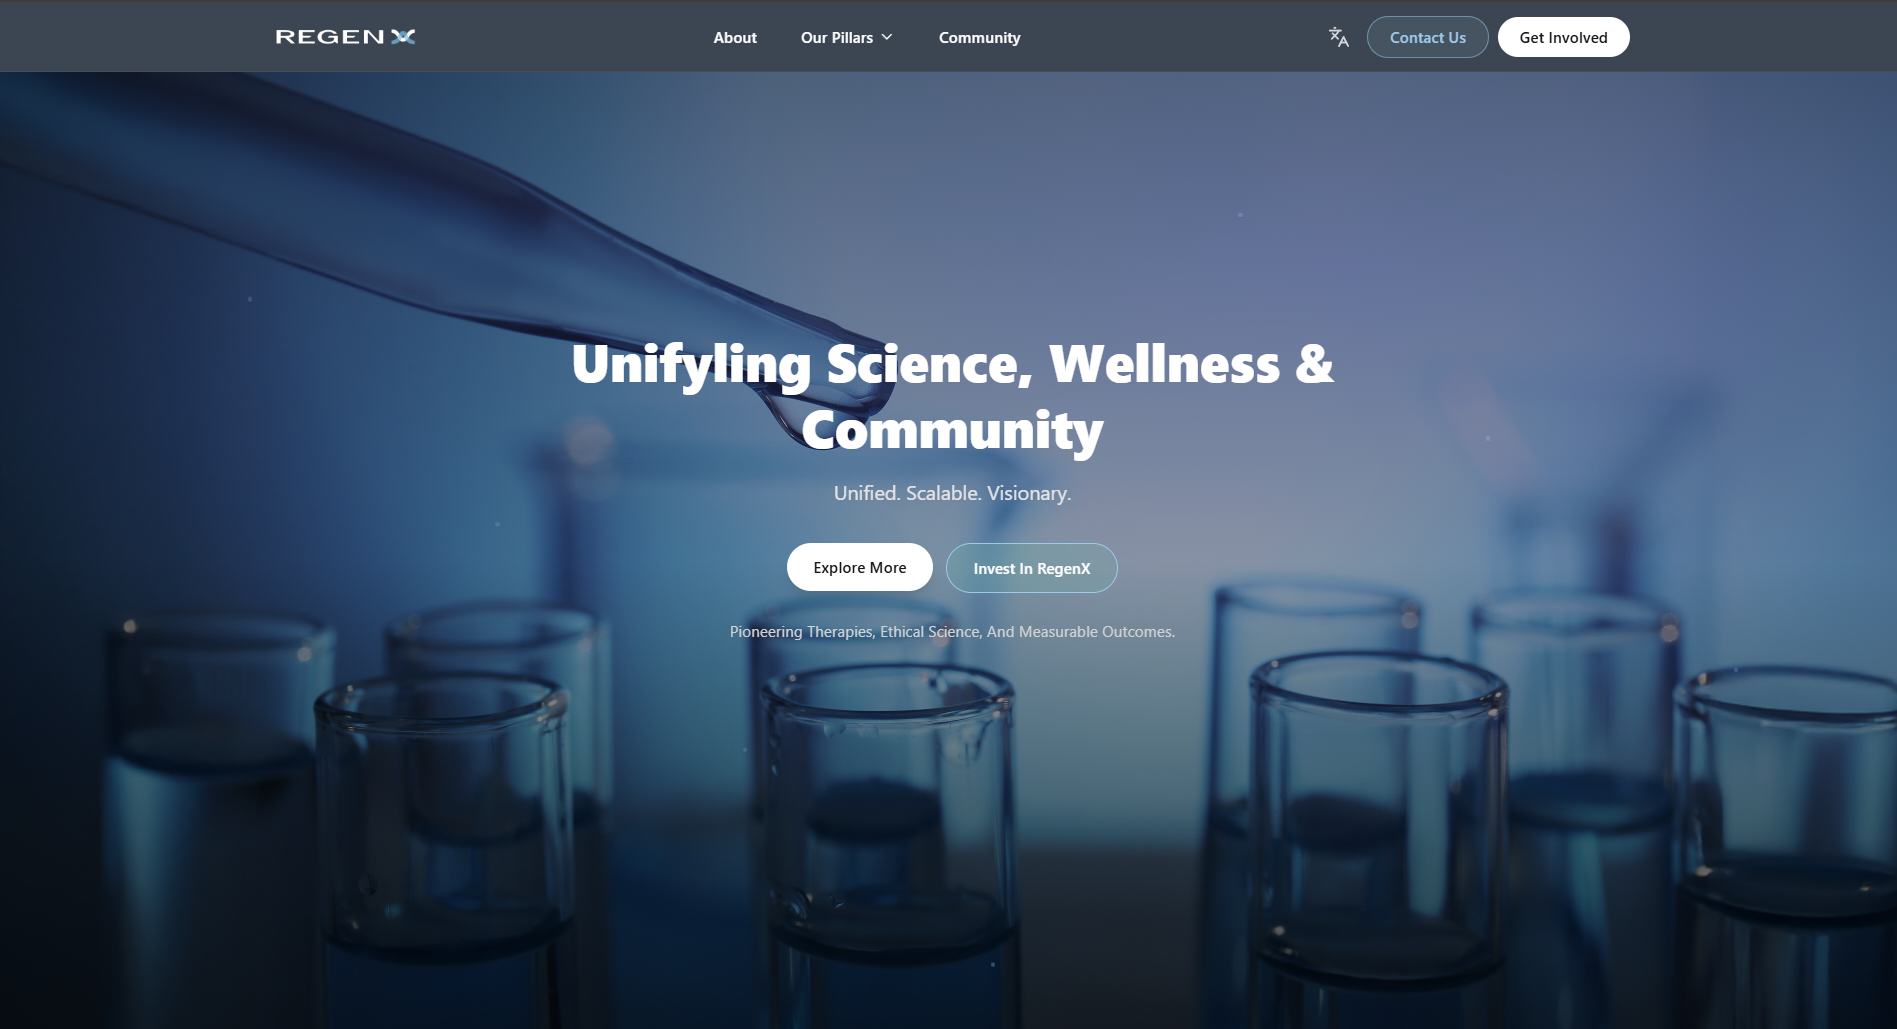 REGEN X
About
Our Pillars
Community
Contact Us
Get Involved
Unifyling Science, Wellness &
Community
Unified. Scalable. Visionary.
Explore More
Invest In RegenX
Pioneering Therapies, Ethical Science, And Measurable Outcomes.